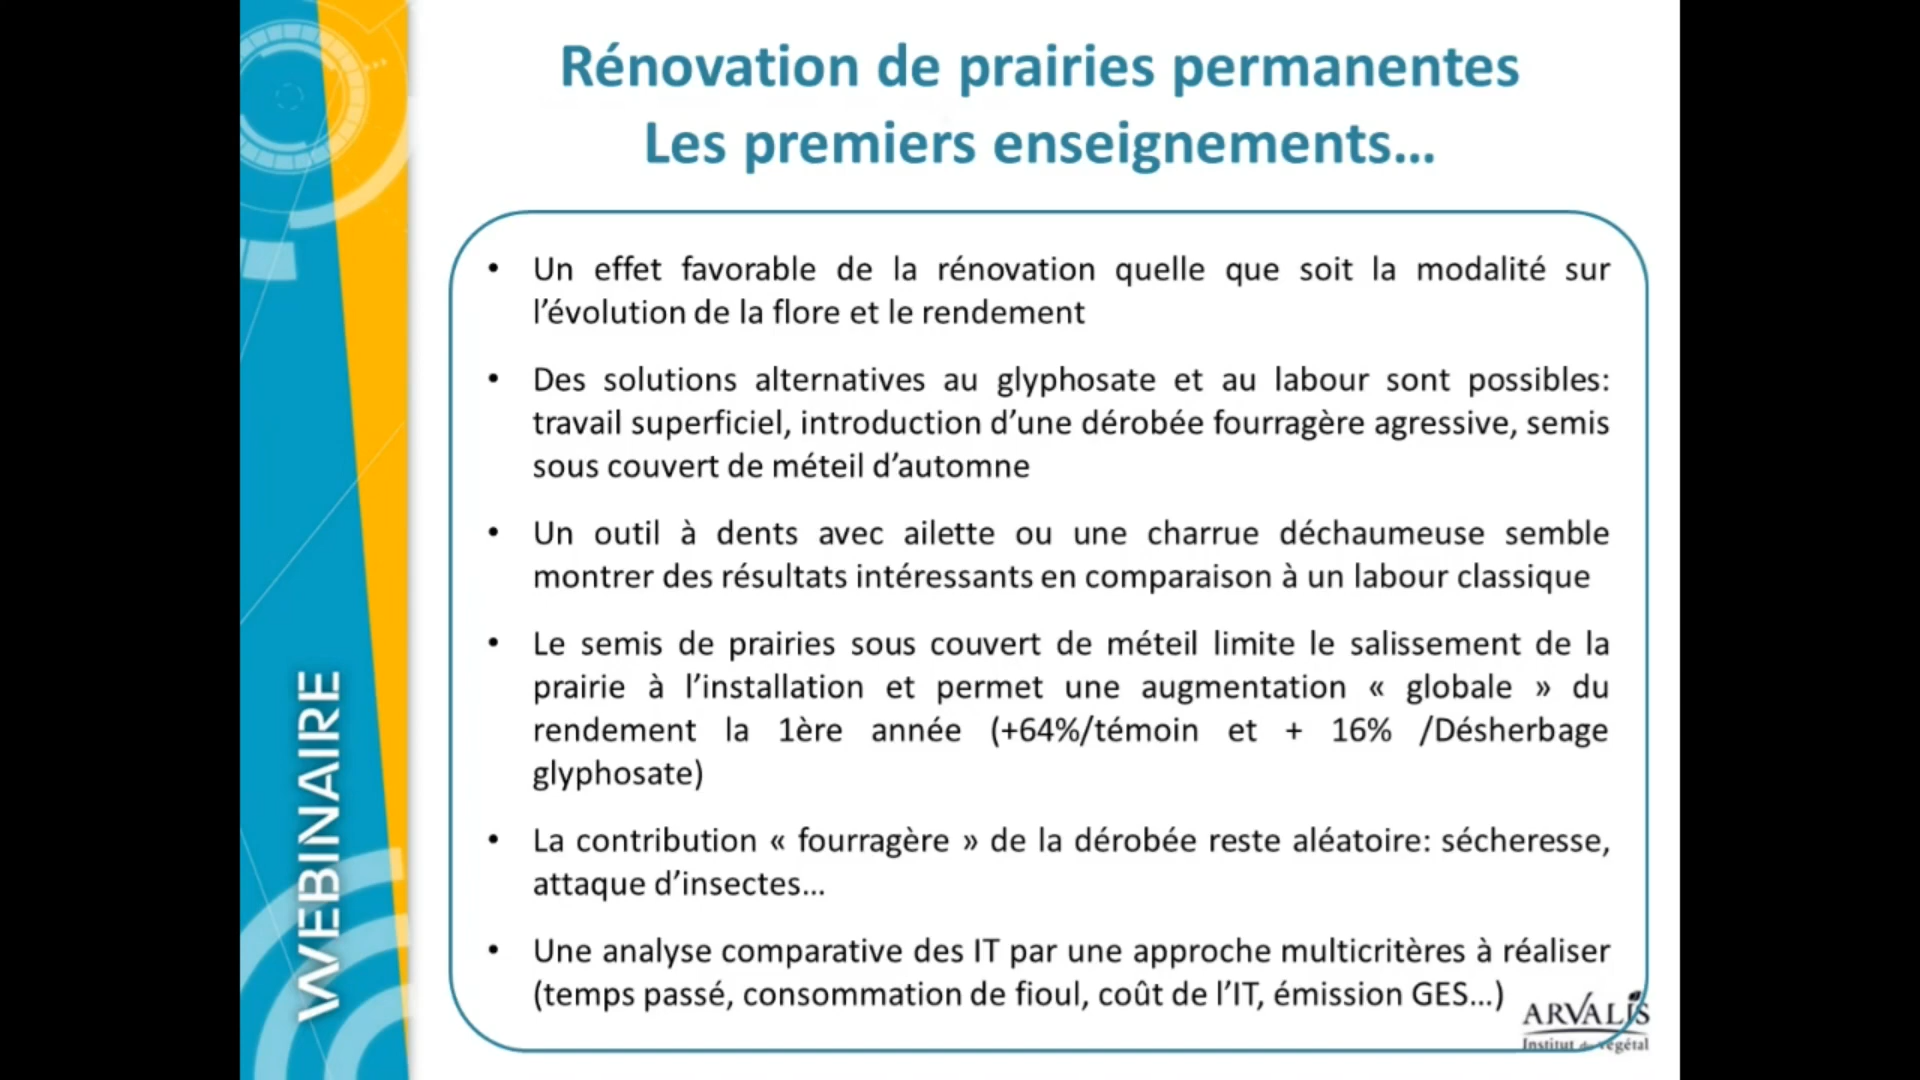 Rénovation de prairies permanentes
Les premiers enseignements...
• Un effet favorable de la rénovation quelle que soit la modalité sur
l’évolution de la flore et le rendement
• Des solutions alternatives au glyphosate et au labour sont possibles:
travail superficiel, introduction d’une dérobée fourragère agressive, semis
sous couvert de méteil d’automne
• Un outil à dents avec ailette ou une charrue déchaumeuse semble
montrer des résultats intéressants en comparaison à un labour classique
• Le semis de prairies sous couvert de méteil limite le salissement de la
prairie à l’installation et permet une augmentation « globale » du
rendement la 1ère année (+64%/témoin et + 16% /Désherbage
glyphosate)
• La contribution « fourragère » de la dérobée reste aléatoire: sécheresse,
attaque d’insectes...
• Une analyse comparative des IT par une approche multicritères à réaliser
(temps passé, consommation de fioul, coût de l’IT, émission GES...)
WEBINAIRE
ARVALIS
Institut du végétal